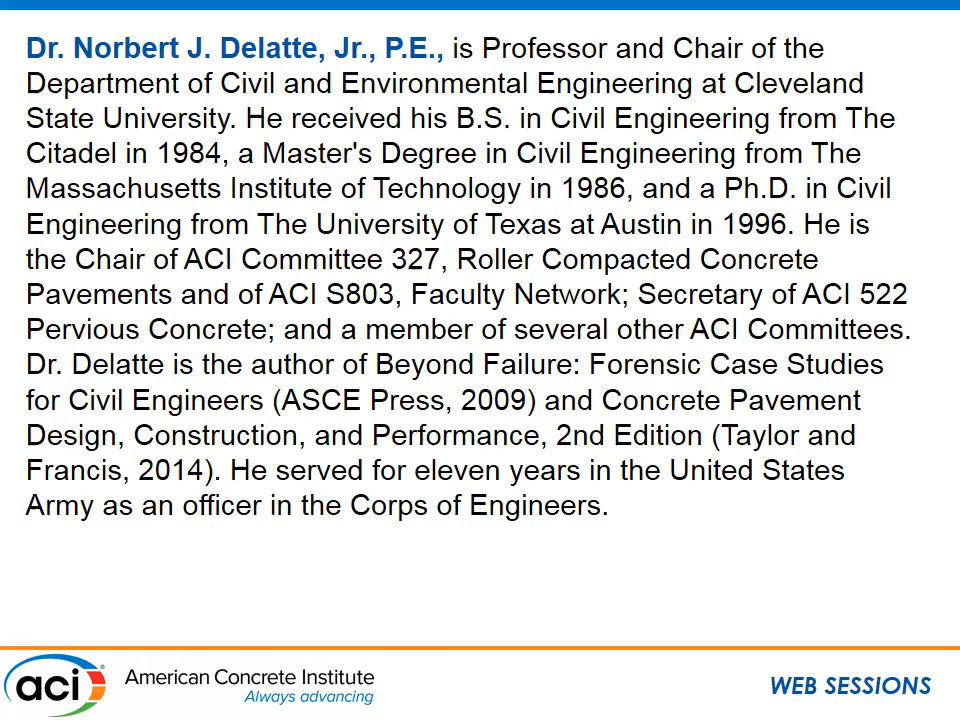 Dr. Norbert J. Delatte, Jr., P.E., is Professor and Chair of the
Department of Civil and Environmental Engineering at Cleveland
State University. He received his B.S. in Civil Engineering from The
Citadel in 1984, a Master's Degree in Civil Engineering from The
Massachusetts Institute of Technology in 1986, and a Ph.D. in Civil
Engineering from The University of Texas at Austin in 1996. He is
the Chair of ACI Committee 327, Roller Compacted Concrete
Pavements and of ACI S803, Faculty Network; Secretary of ACI 522
Pervious Concrete; and a member of several other ACI Committees.
Dr. Delatte is the author of Beyond Failure: Forensic Case Studies
for Civil Engineers (ASCE Press, 2009) and Concrete Pavement
Design, Construction, and Performance, 2nd Edition (Taylor and
Francis, 2014). He served for eleven years in the United States
Army as an officer in the Corps of Engineers.
aci®
American Concrete Institute
Always advancing
WEB SESSIONS